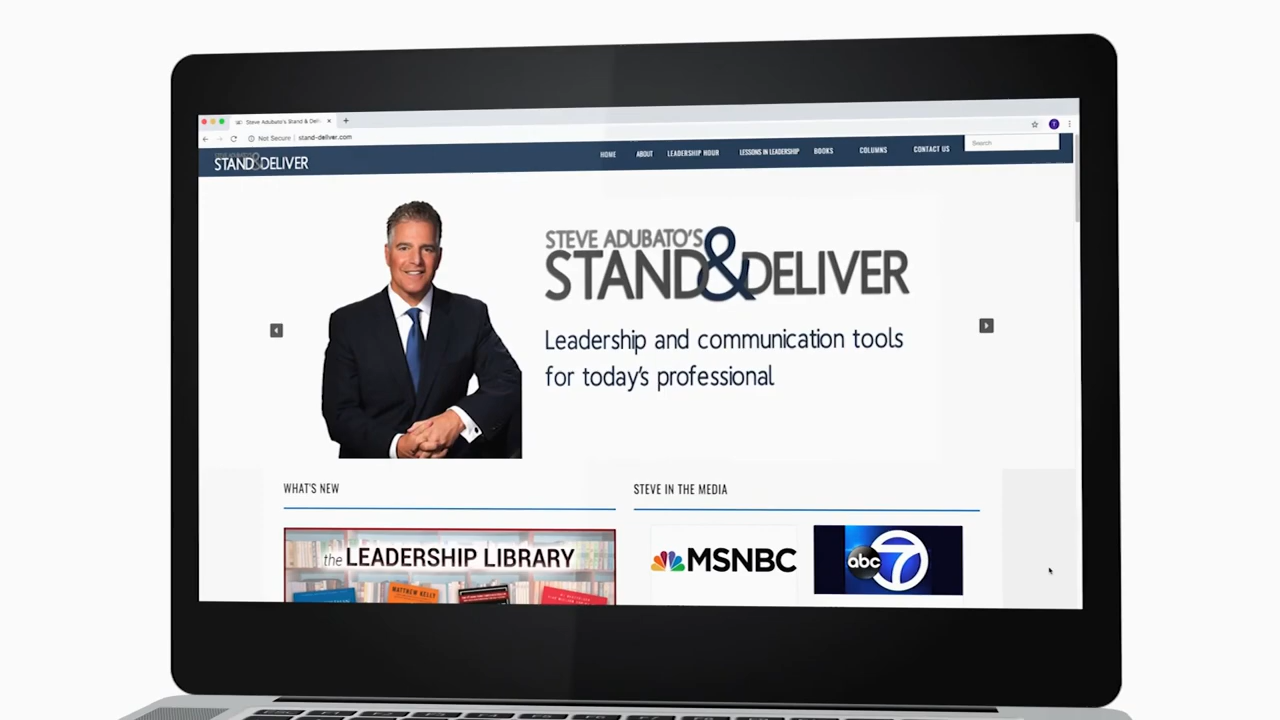 Steve Adubato's Stand & Deli
Not Secure | stand-deliver.com
T
STAND&DELIVER
HOME
ABOUT
LEADERSHIP HOUR
LESSONS IN LEADERSHIP
BOOKS
COLUMNS
CONTACT US
Search
STEVE ADUBATO'S
STAND&DELIVER
Leadership and communication tools
for today's professional
WHAT'S NEW
STEVE IN THE MEDIA
the LEADERSHIP LIBRARY
MATTHEW KELLY
MSNBC
abc 7